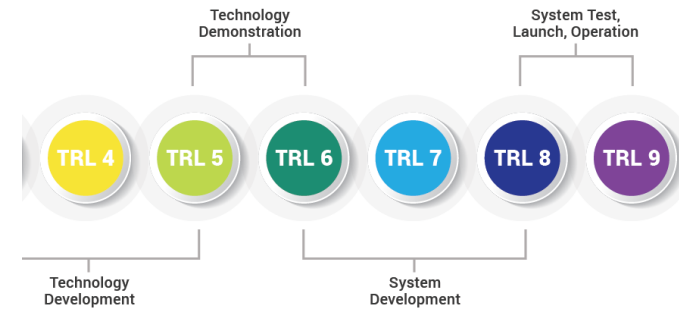 Technology
Demonstration
System Test,
Launch, Operation
TRL 4
TRL 5
TRL 6
TRL 7
TRL 8
TRL 9
Technology
Development
System
Development